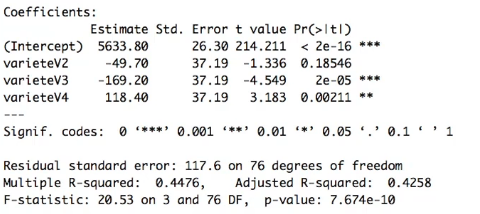 Coefficients:
            Estimate Std. Error t value Pr(>|t|)
(Intercept)  5633.80      26.30 214.211  < 2e-16 ***
varieteV2     -49.70      37.19  -1.336  0.18546
varieteV3    -169.20      37.19  -4.549    2e-05 ***
varieteV4     118.40      37.19   3.183  0.00211 **
---
Signif. codes:  0 ‘***’ 0.001 ‘**’ 0.01 ‘*’ 0.05 ‘.’ 0.1 ‘ ’ 1
Residual standard error: 117.6 on 76 degrees of freedom
Multiple R-squared:  0.4476,    Adjusted R-squared:  0.4258
F-statistic: 20.53 on 3 and 76 DF,  p-value: 7.674e-10